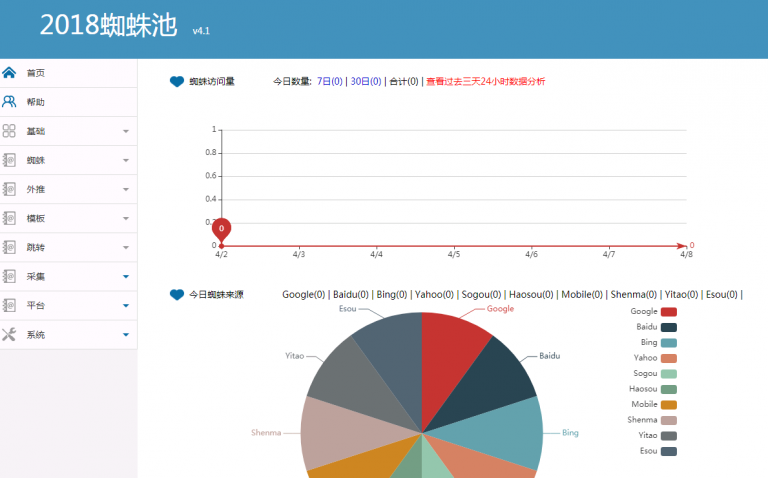 2018蜘蛛池 v4.1
首页
帮助
基础
蜘蛛
外推
模板
跳转
采集
平台
系统
蜘蛛访问量 今日数量: 7日(0) | 30日(0) | 合计(0) | 查看过去三天24小时数据分析
1
0.8
0.6
0.4
0.2
0
0
0
4/2 4/3 4/4 4/5 4/6 4/7 4/8
今日蜘蛛来源 Google(0) | Baidu(0) | Bing(0) | Yahoo(0) | Sogou(0) | Haosou(0) | Mobile(0) | Shenma(0) | Yitao(0) | Esou(0) |
Esou
Google
Yitao
Baidu
Shenma
Bing
Google
Baidu
Bing
Yahoo
Sogou
Haosou
Mobile
Shenma
Yitao
Esou